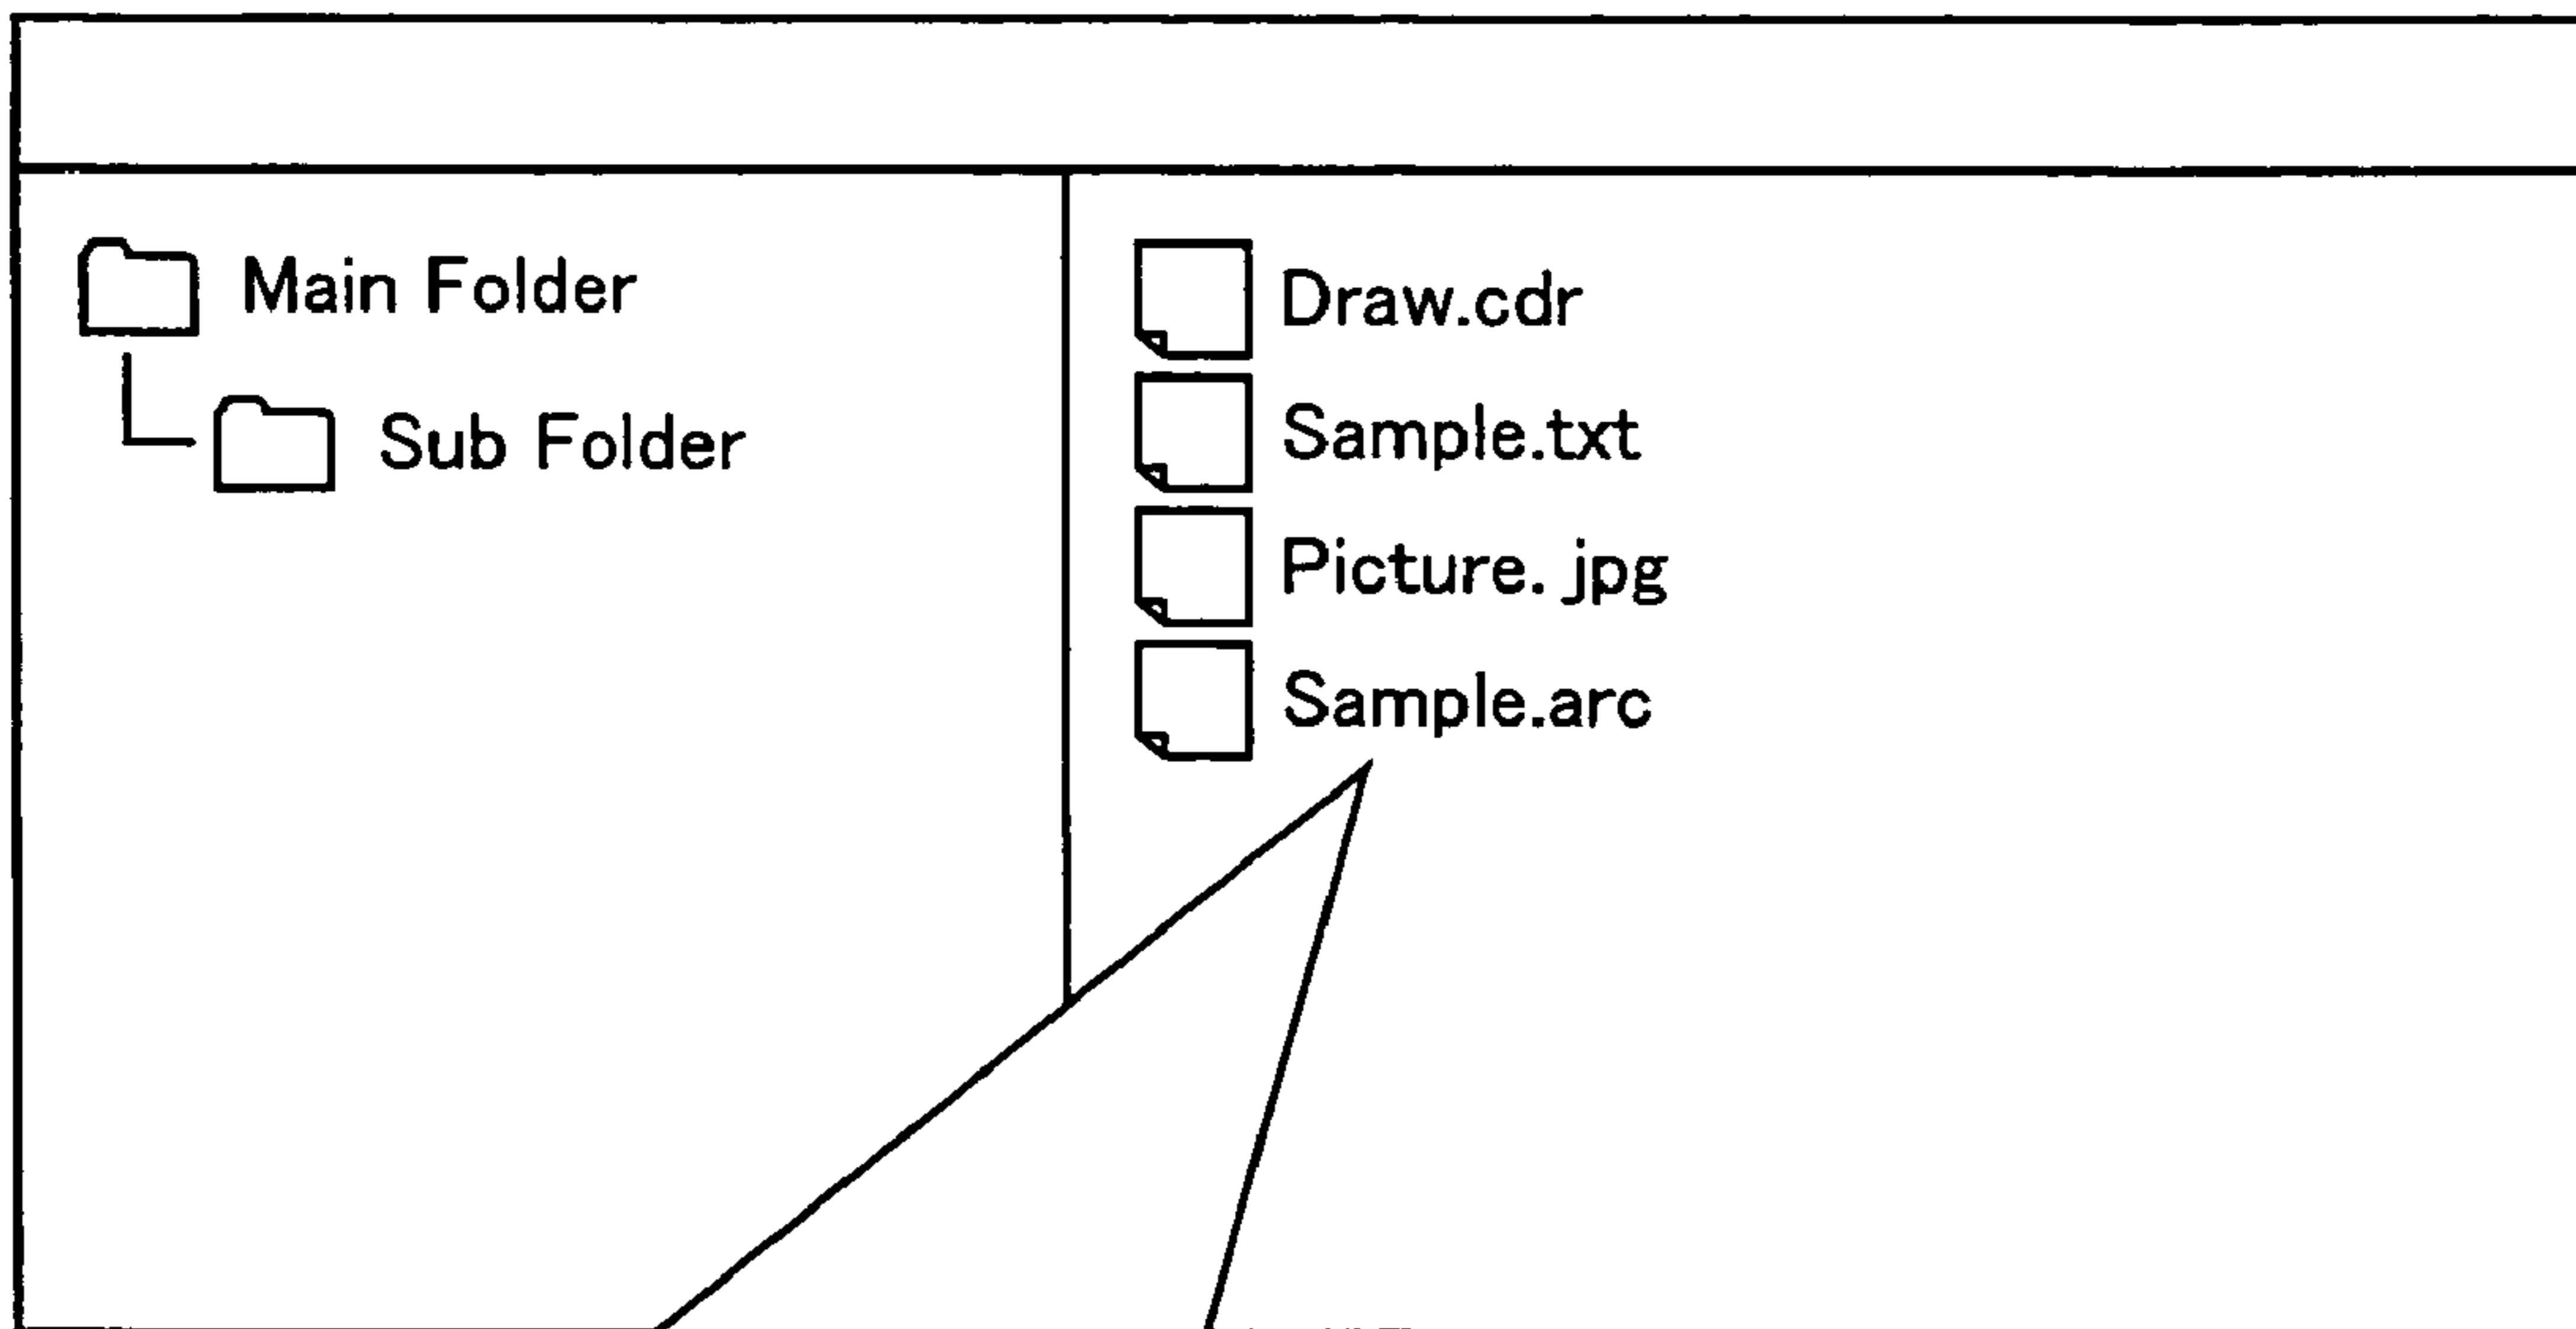 Main Folder
Sub Folder
Draw.cdr
Sample.txt
Picture. jpg
Sample.arc